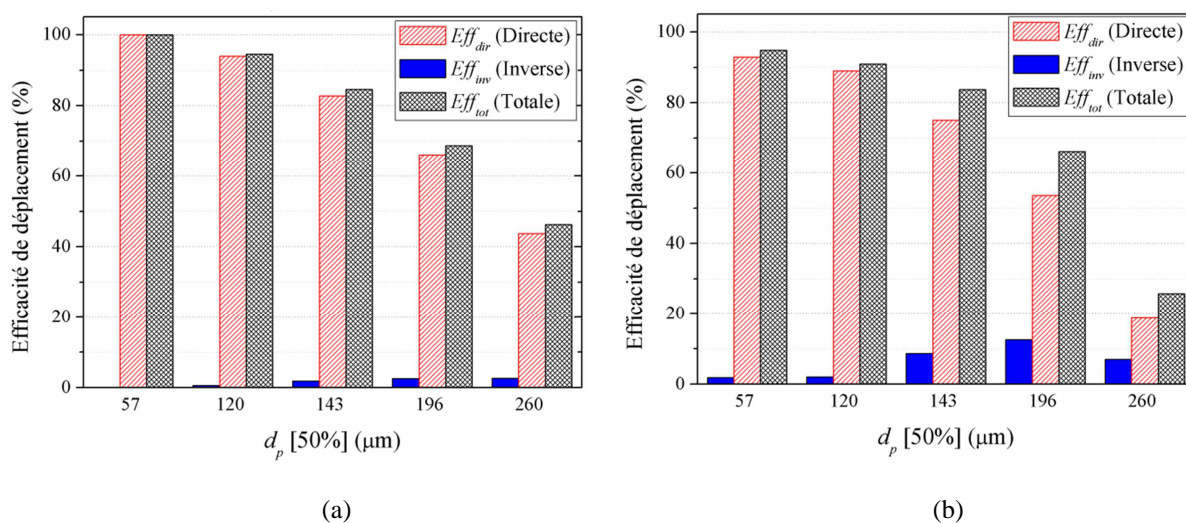 Efficacité de déplacement (%)
100
80
60
40
20
0
Eff_dir (Directe)
Eff_inv (Inverse)
Eff_tot (Totale)
57 120 143 196 260
d_p [50%] (μm)
(a)
Efficacité de déplacement (%)
100
80
60
40
20
0
Eff_dir (Directe)
Eff_inv (Inverse)
Eff_tot (Totale)
57 120 143 196 260
d_p [50%] (μm)
(b)